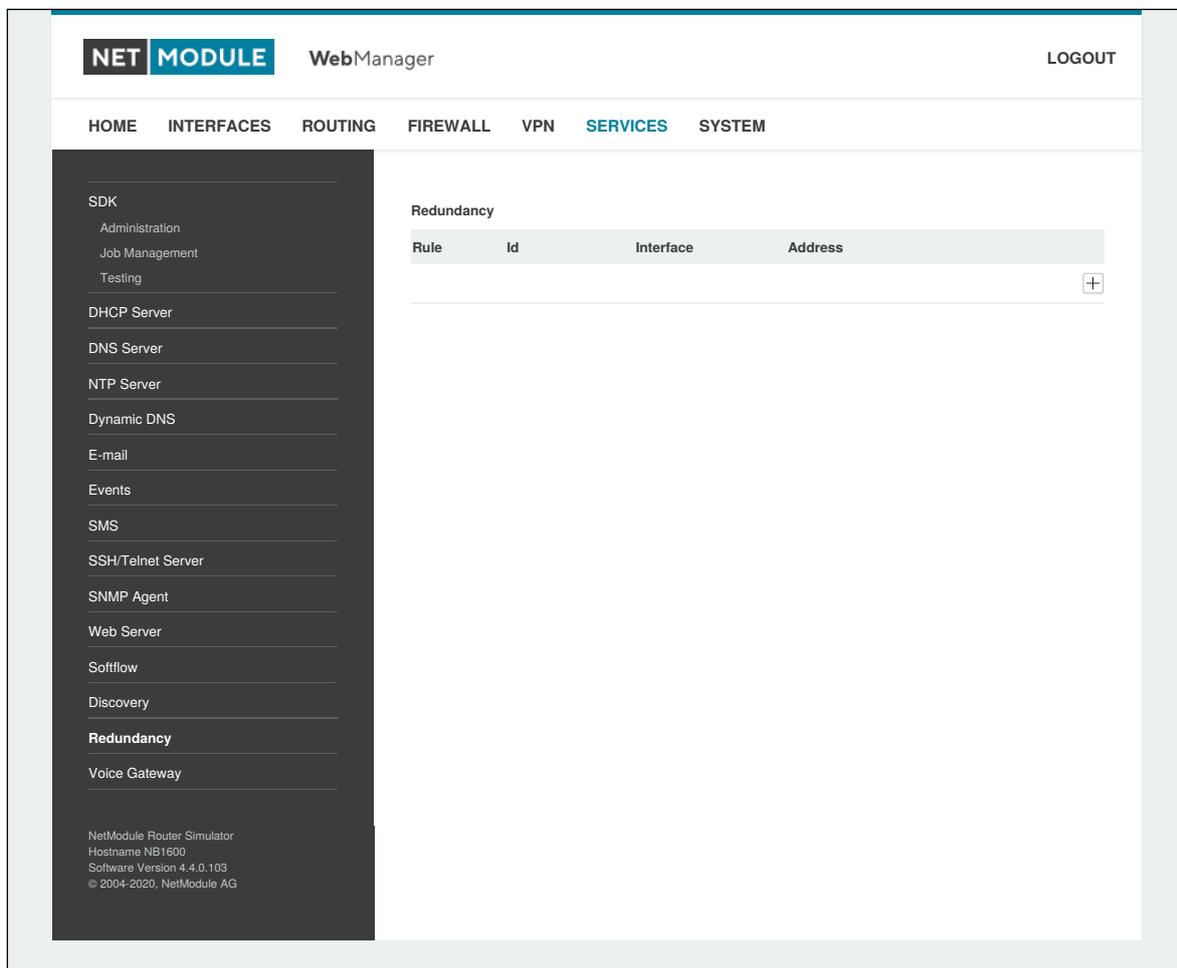 NET MODULE WebManager LOGOUT
HOME INTERFACES ROUTING FIREWALL VPN SERVICES SYSTEM
SDK
Administration
Job Management
Testing
DHCP Server
DNS Server
NTP Server
Dynamic DNS
E-mail
Events
SMS
SSH/Telnet Server
SNMP Agent
Web Server
Softflow
Discovery
Redundancy
Voice Gateway
NetModule Router Simulator
Hostname NB1600
Software Version 4.4.0.103
© 2004-2020, NetModule AG
Redundancy
Rule Id Interface Address